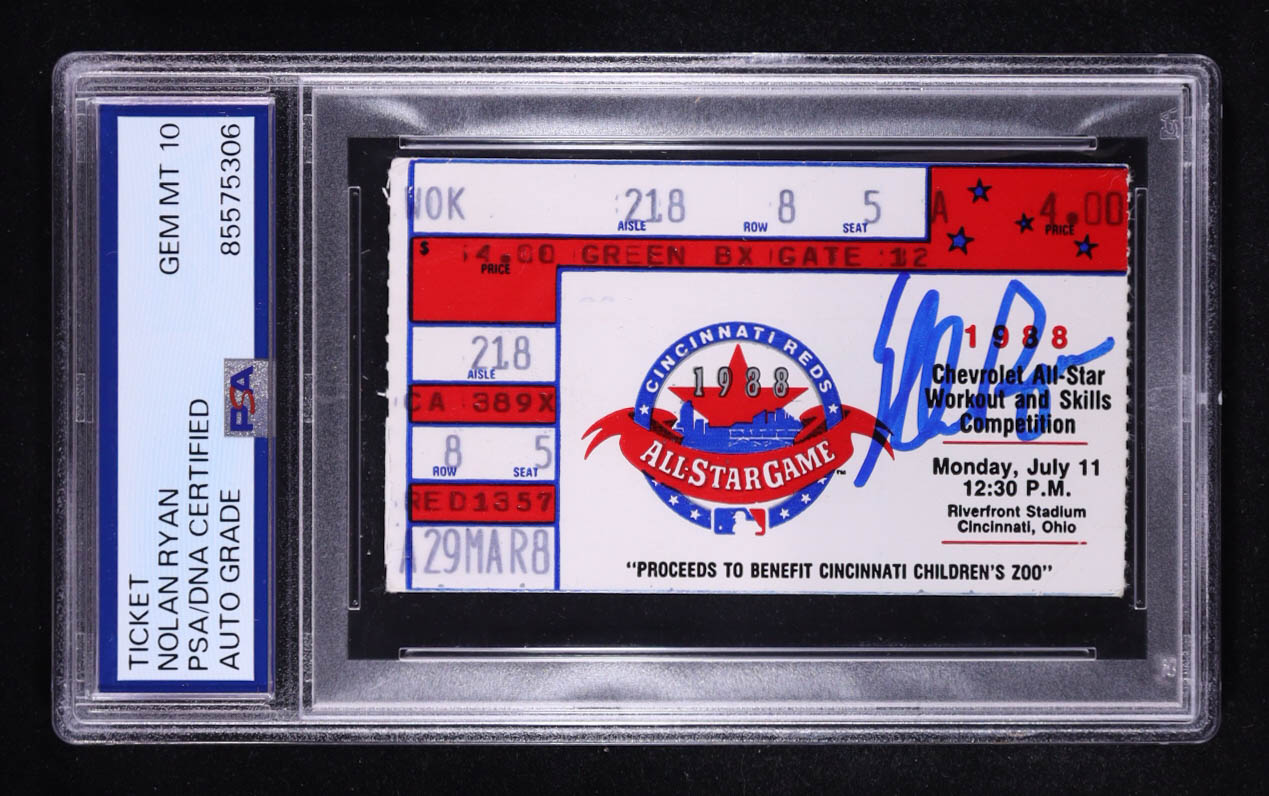 TICKET
NOLAN RYAN
PSA/DNA CERTIFIED
AUTO GRADE
GEM MT 10
85575306
PSA
WOK 218 8 5 A 4.00
AISLE ROW SEAT PRICE
$ 4.00 GREEN BX GATE 12
PRICE
218
AISLE
CA 389X
8 5
ROW SEAT
RED1357
A 29MAR8
CINCINNATI REDS
1988
ALL-STAR GAME
TM
1988
Chevrolet All-Star
Workout and Skills
Competition
Monday, July 11
12:30 P.M.
Riverfront Stadium
Cincinnati, Ohio
"PROCEEDS TO BENEFIT CINCINNATI CHILDREN'S ZOO"